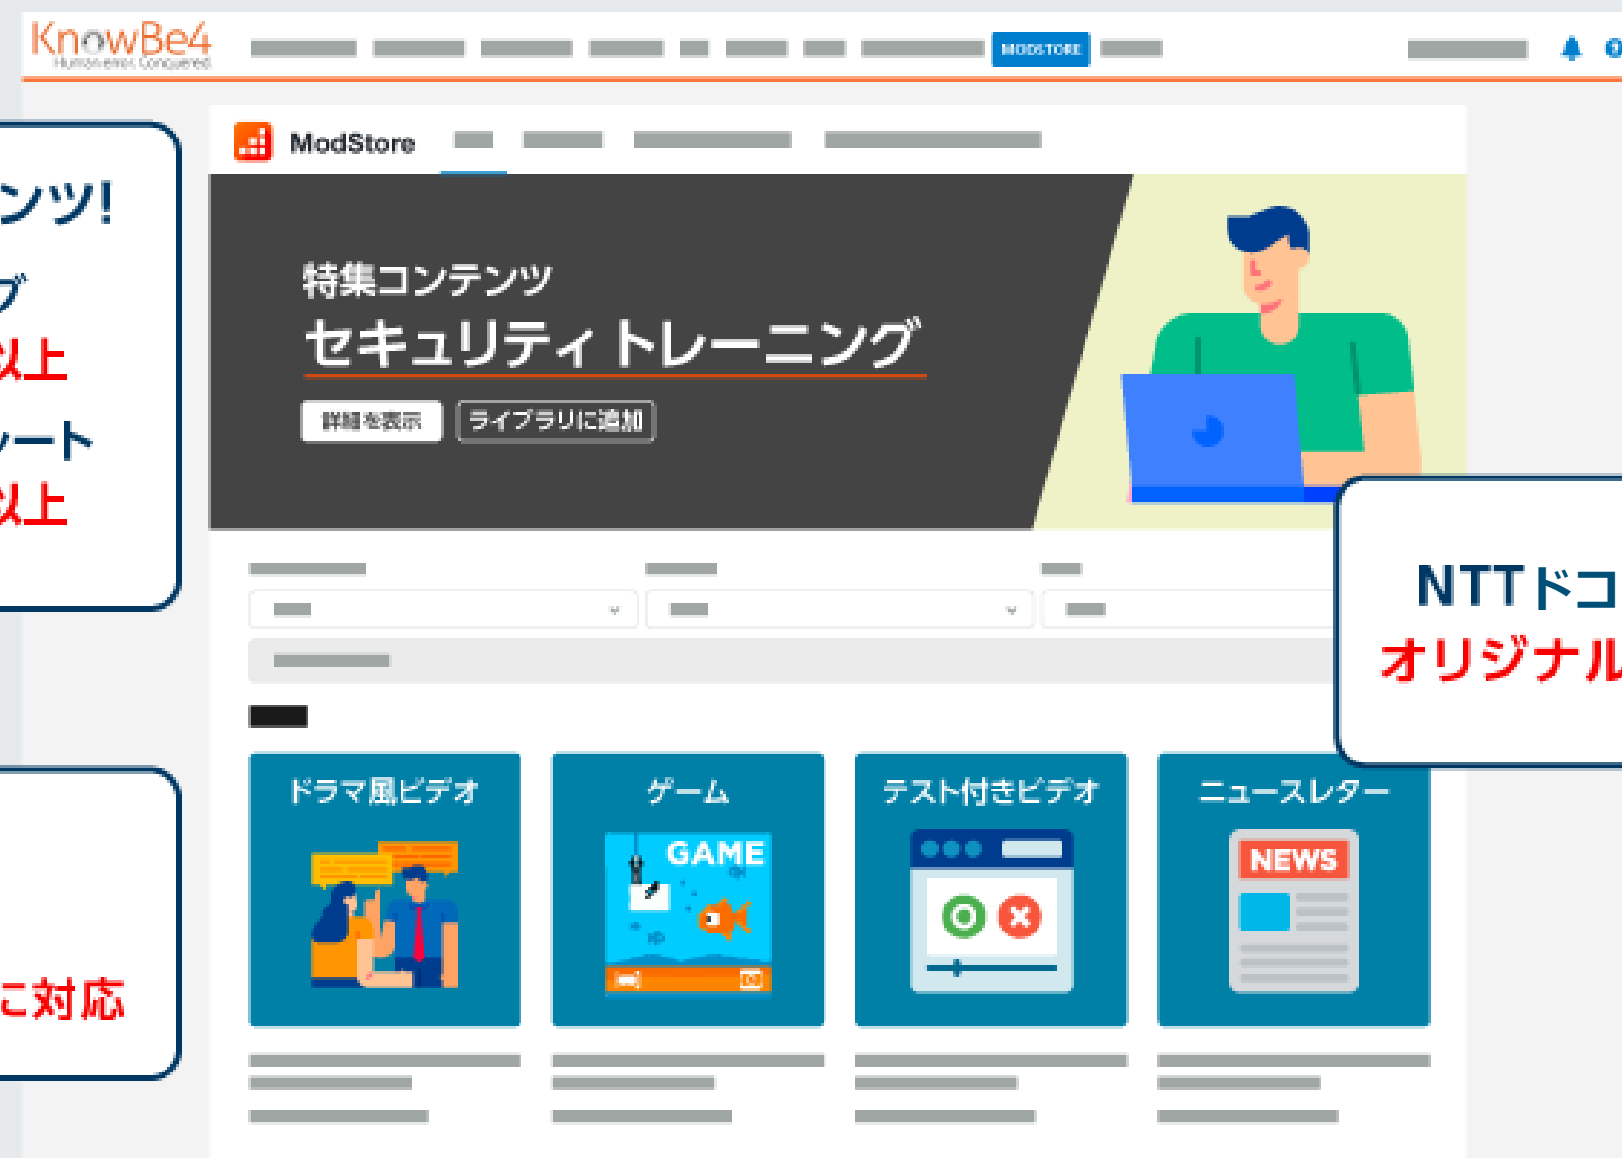 KnowBe4
Human error. Conquered.
MODSTORE
ModStore
ンツ!
ブ
以上
レート
以上
特集コンテンツ
セキュリティトレーニング
詳細を表示
ライブラリに追加
NTTドコ
オリジナル
ドラマ風ビデオ
ゲーム
テスト付きビデオ
ニュースレター
GAME
NEWS
に対応